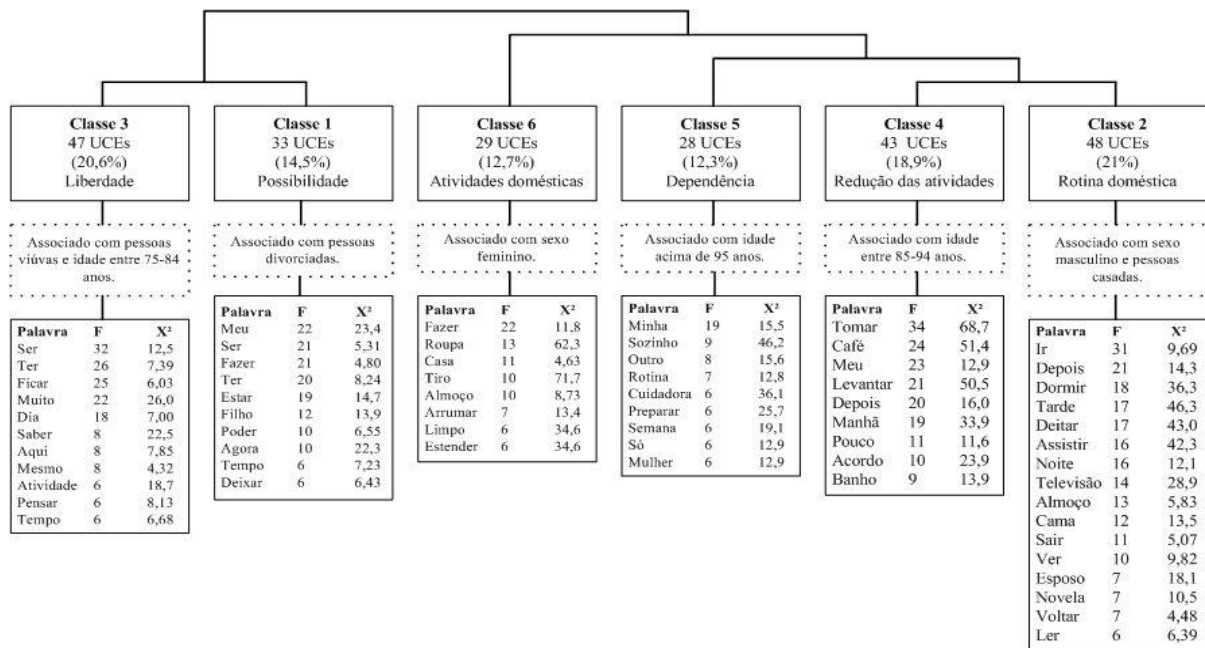 Classe 3
47 UCEs
(20,6%)
Liberdade
Associado com pessoas
viúvas e idade entre 75-84
anos.
Palavra F X²
Ser 32 12,5
Ter 26 7,39
Ficar 25 6,03
Muito 22 26,0
Dia 18 7,00
Saber 8 22,5
Aqui 8 7,85
Mesmo 8 4,32
Atividade 6 18,7
Pensar 6 8,13
Tempo 6 6,68
Classe 1
33 UCEs
(14,5%)
Possibilidade
Associado com pessoas
divorciadas.
Palavra F X²
Meu 22 23,4
Ser 21 5,31
Fazer 21 4,80
Ter 20 8,24
Estar 19 14,7
Filho 12 13,9
Poder 10 6,55
Agora 10 22,3
Tempo 6 7,23
Deixar 6 6,43
Classe 6
29 UCEs
(12,7%)
Atividades domésticas
Associado com sexo
feminino.
Palavra F X²
Fazer 22 11,8
Roupa 13 62,3
Casa 11 4,63
Tiro 10 71,7
Almoço 10 8,73
Arrumar 7 13,4
Limpo 6 34,6
Estender 6 34,6
Classe 5
28 UCEs
(12,3%)
Dependência
Associado com idade
acima de 95 anos.
Palavra F X²
Minha 19 15,5
Sozinho 9 46,2
Outro 8 15,6
Rotina 7 12,8
Cuidadora 6 36,1
Preparar 6 25,7
Semana 6 19,1
Só 6 12,9
Mulher 6 12,9
Classe 4
43 UCEs
(18,9%)
Redução das atividades
Associado com idade
entre 85-94 anos.
Palavra F X²
Tomar 34 68,7
Café 24 51,4
Meu 23 12,9
Levantar 21 50,5
Depois 20 16,0
Manhã 19 33,9
Pouco 11 11,6
Acordo 10 23,9
Banho 9 13,9
Classe 2
48 UCEs
(21%)
Rotina doméstica
Associado com sexo
masculino e pessoas
casadas.
Palavra F X²
Ir 31 9,69
Depois 21 14,3
Dormir 18 36,3
Tarde 17 46,3
Deitar 17 43,0
Assistir 16 42,3
Noite 16 12,1
Televisão 14 28,9
Almoço 13 5,83
Cama 12 13,5
Sair 11 5,07
Ver 10 9,82
Esposo 7 18,1
Novela 7 10,5
Voltar 7 4,48
Ler 6 6,39